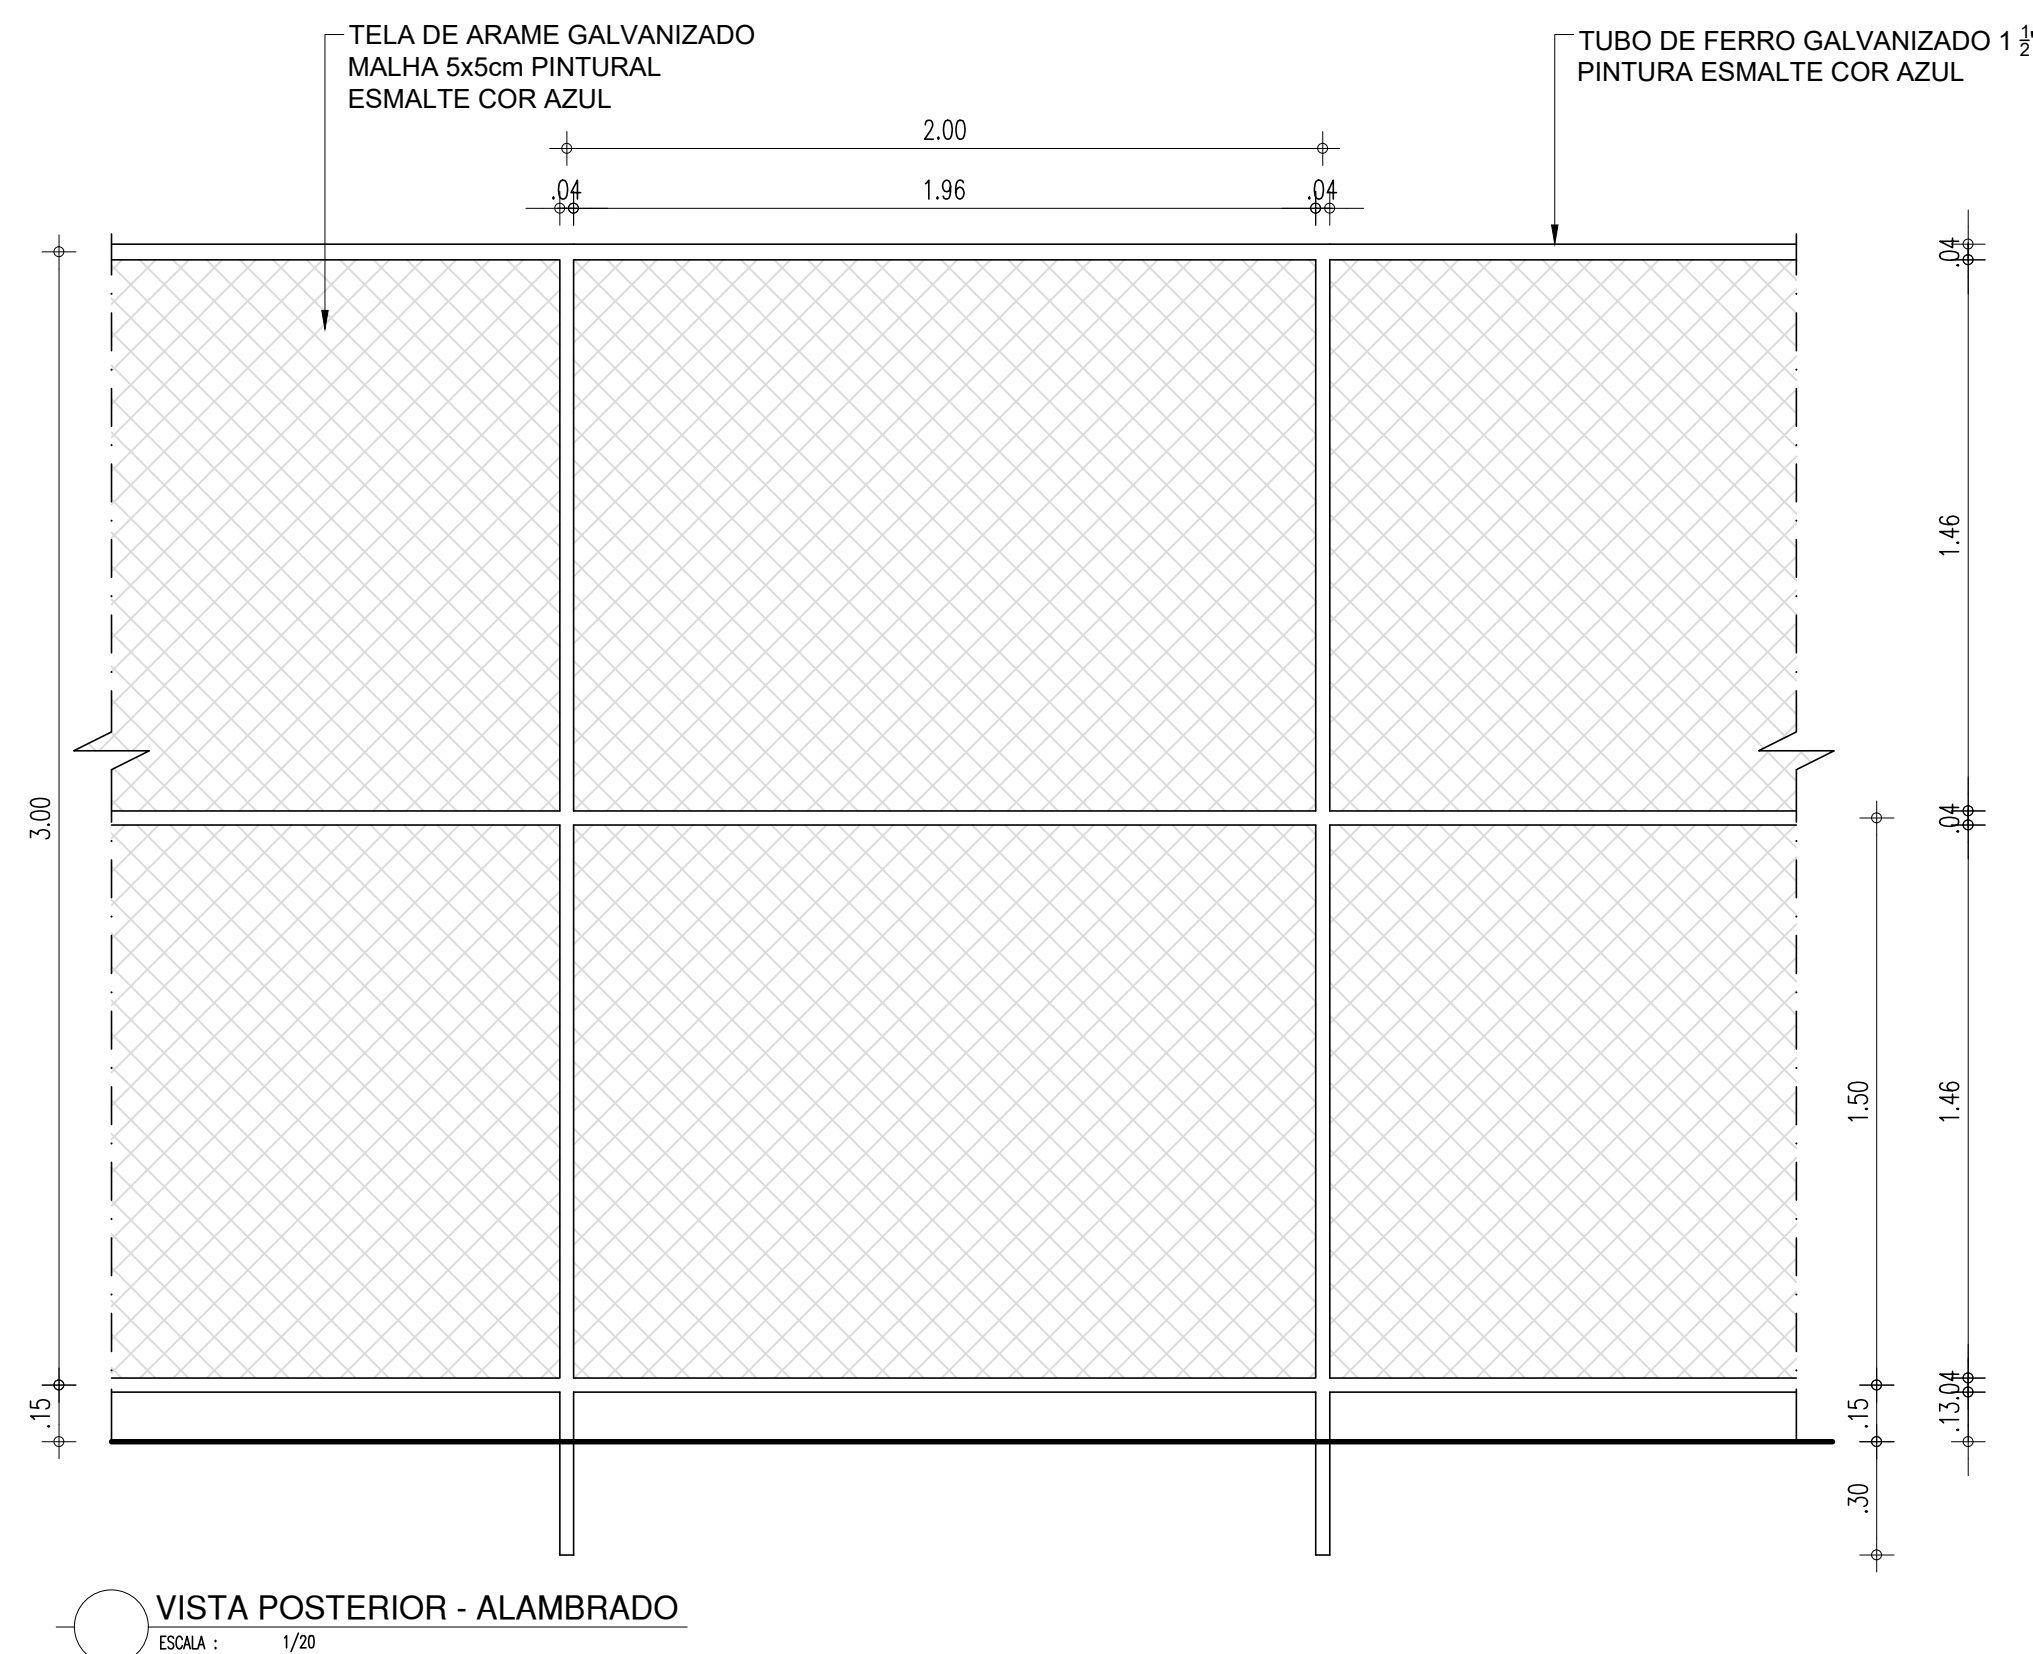 TELA DE ARAME GALVANIZADO
MALHA 5x5cm PINTURAL
ESMALTE COR AZUL
TUBO DE FERRO GALVANIZADO 1 1/2"
PINTURA ESMALTE COR AZUL
2.00
.04
1.96
.04
3.00
.15
.04
1.46
.04
1.46
.04
.13
1.50
.15
.30
VISTA POSTERIOR - ALAMBRADO
ESCALA : 1/20